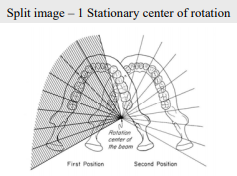 Split image – 1 Stationary center of rotation
Rotation
center of
the beam
First Position
Second Position